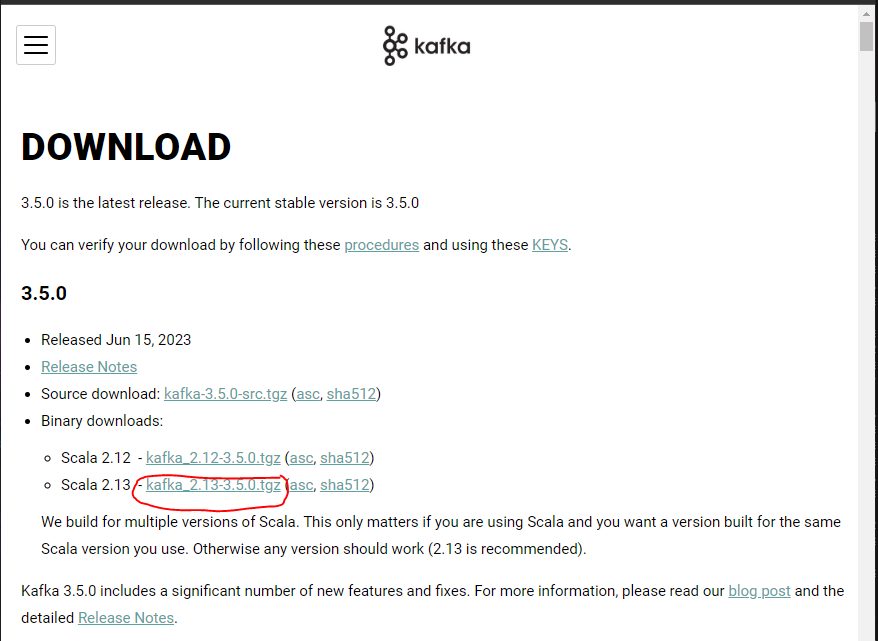 kafka
DOWNLOAD
3.5.0 is the latest release. The current stable version is 3.5.0
You can verify your download by following these procedures and using these KEYS.
3.5.0
Released Jun 15, 2023
Release Notes
Source download: kafka-3.5.0-src.tgz (asc, sha512)
Binary downloads:
Scala 2.12 - kafka_2.12-3.5.0.tgz (asc, sha512)
Scala 2.13 - kafka_2.13-3.5.0.tgz (asc, sha512)
We build for multiple versions of Scala. This only matters if you are using Scala and you want a version built for the same
Scala version you use. Otherwise any version should work (2.13 is recommended).
Kafka 3.5.0 includes a significant number of new features and fixes. For more information, please read our blog post and the
detailed Release Notes.